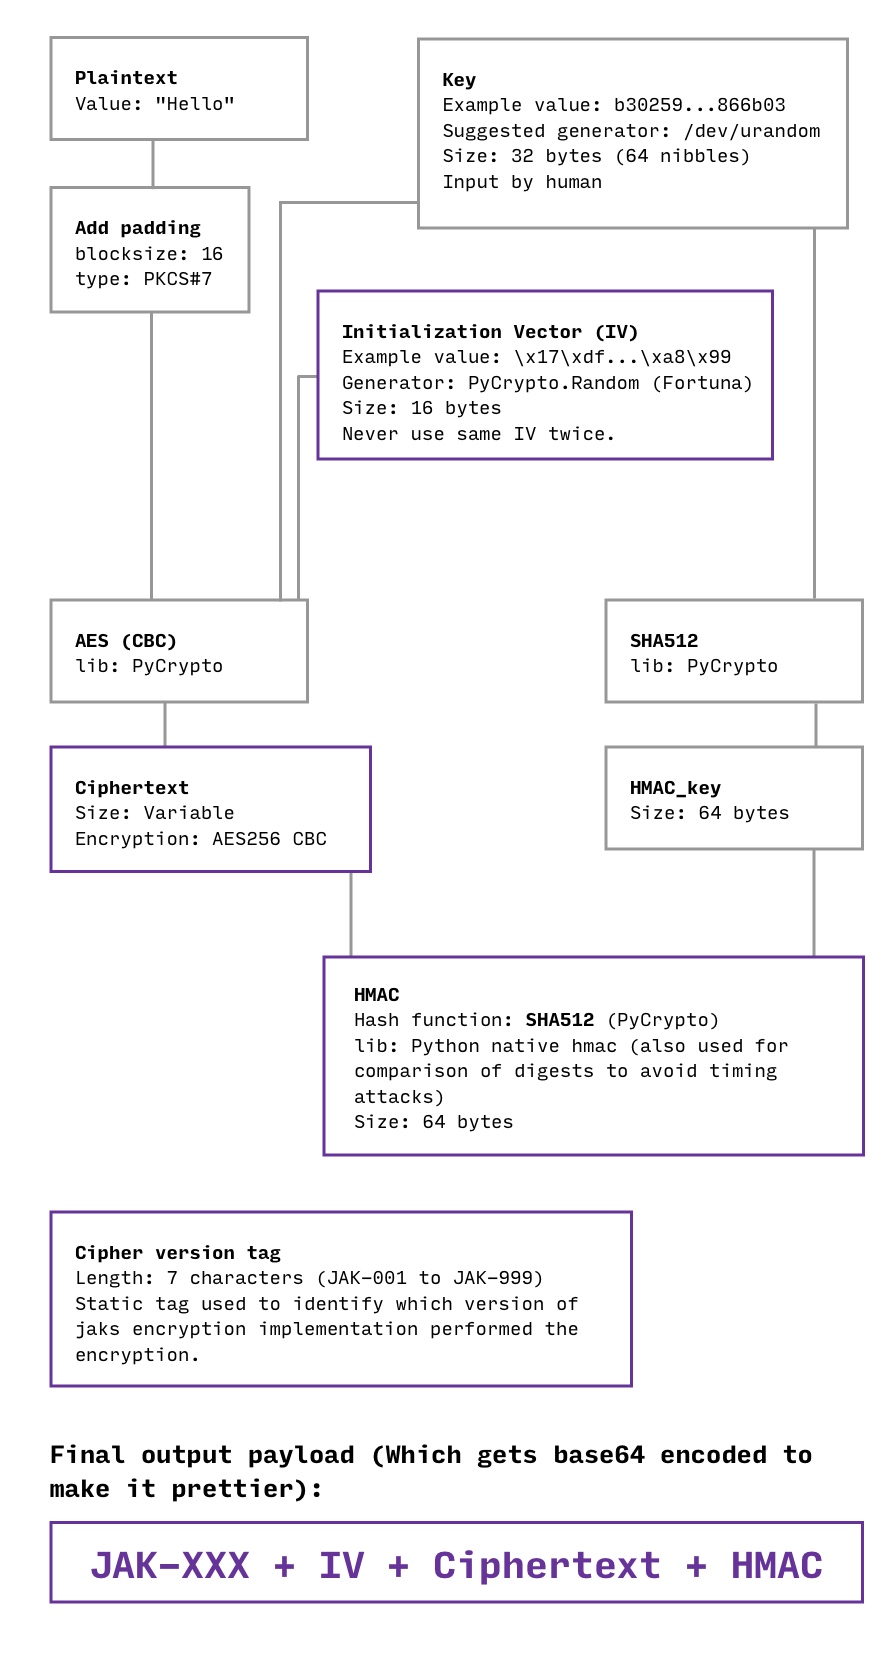 Plaintext
Value: "Hello"
Key
Example value: b30259...866b03
Suggested generator: /dev/urandom
Size: 32 bytes (64 nibbles)
Input by human
Add padding
blocksize: 16
type: PKCS#7
Initialization Vector (IV)
Example value: \x17\xdf...\xa8\x99
Generator: PyCrypto.Random (Fortuna)
Size: 16 bytes
Never use same IV twice.
AES (CBC)
lib: PyCrypto
SHA512
lib: PyCrypto
Ciphertext
Size: Variable
Encryption: AES256 CBC
HMAC_key
Size: 64 bytes
HMAC
Hash function: SHA512 (PyCrypto)
lib: Python native hmac (also used for
comparison of digests to avoid timing
attacks)
Size: 64 bytes
Cipher version tag
Length: 7 characters (JAK-001 to JAK-999)
Static tag used to identify which version of
jaks encryption implementation performed the
encryption.
Final output payload (Which gets base64 encoded to
make it prettier):
JAK-XXX + IV + Ciphertext + HMAC